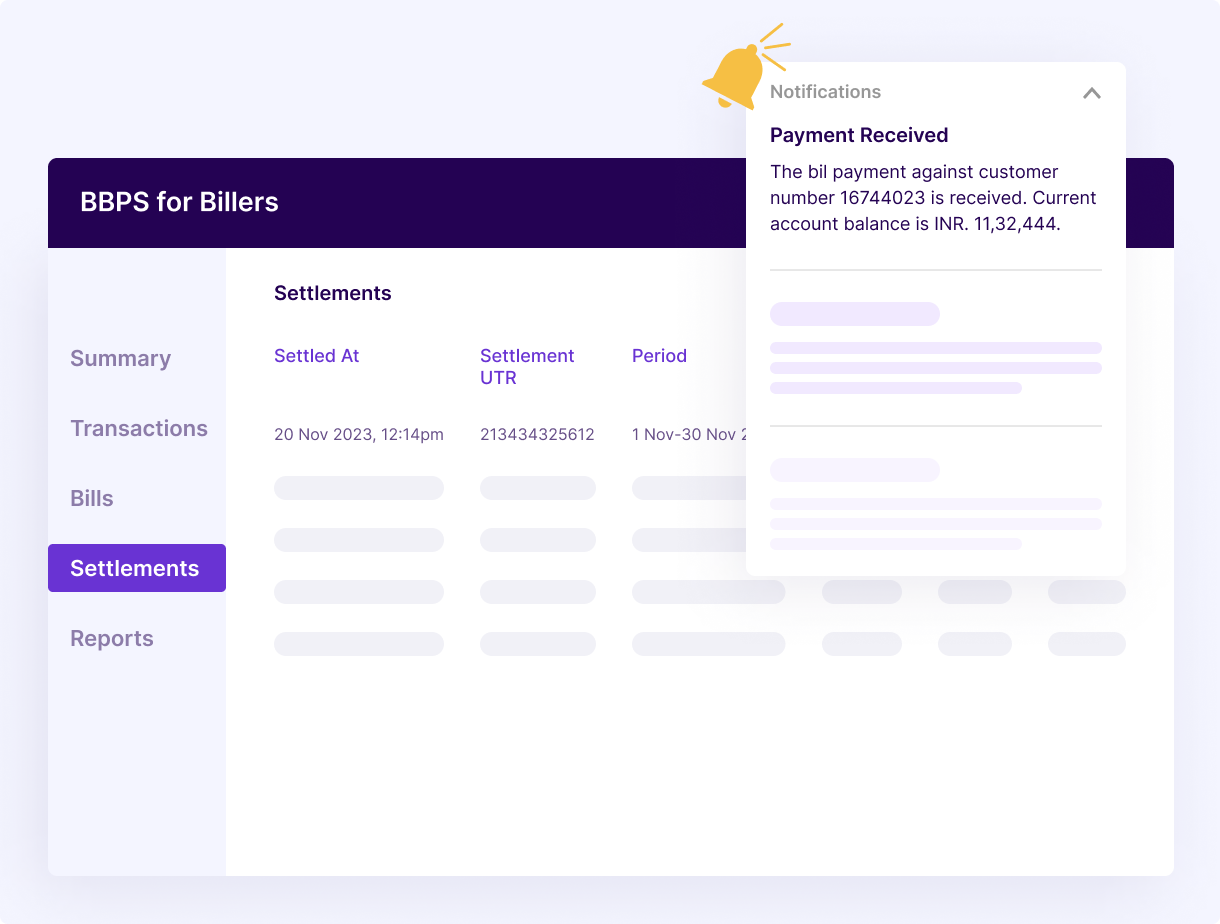 Notifications
Payment Received
The bil payment against customer
number 16744023 is received. Current
account balance is INR. 11,32,444.
BBPS for Billers
Summary
Transactions
Bills
Settlements
Reports
Settlements
Settled At
Settlement
UTR
Period
20 Nov 2023, 12:14pm
213434325612
1 Nov-30 Nov